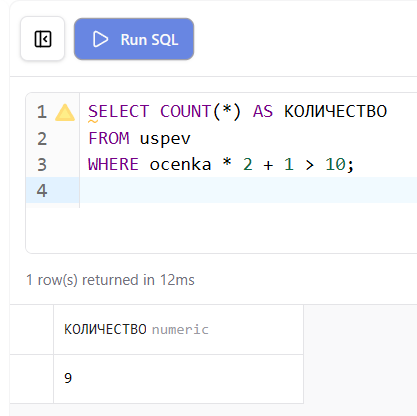 Run SQL
1 SELECT COUNT(*) AS КОЛИЧЕСТВО
2 FROM uspev
3 WHERE ocenka * 2 + 1 > 10;
4
1 row(s) returned in 12ms
КОЛИЧЕСТВО numeric
9